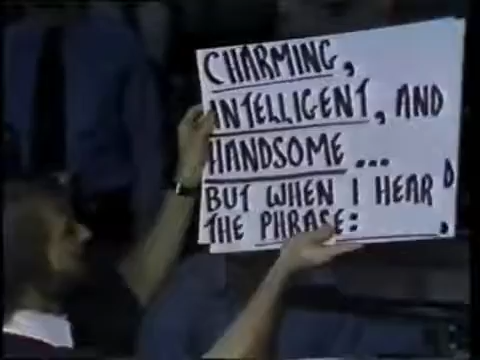 CHARMING,
INTELLIGENT, AND
HANDSOME...
BUT WHEN I HEAR
THE PHRASE: